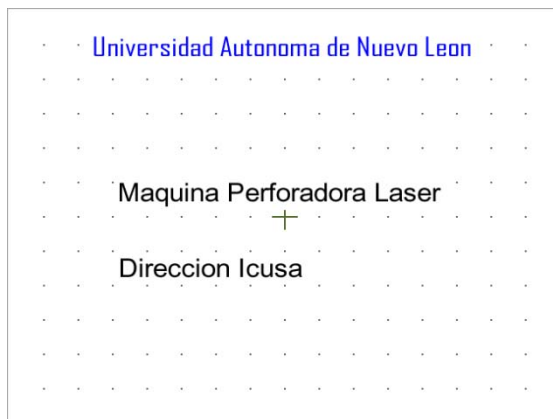 Universidad Autonoma de Nuevo Leon
Maquina Perforadora Laser
Direccion Icusa